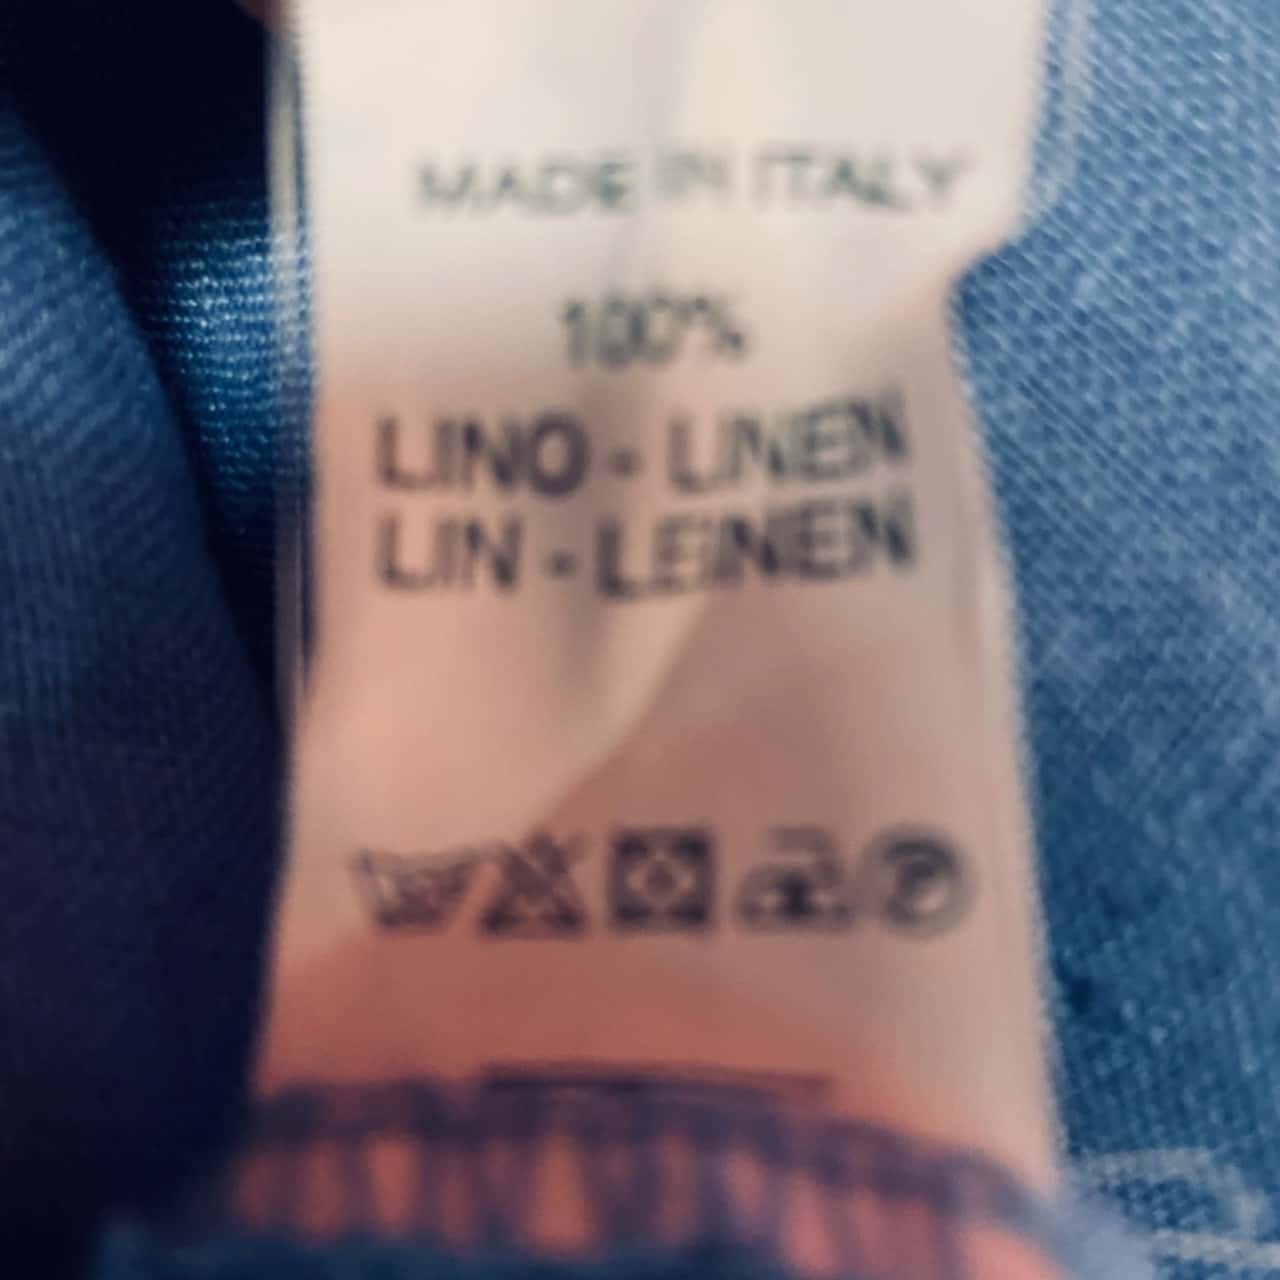 MADE IN ITALY
100%
LINO - LINEN
LIN - LEINEN